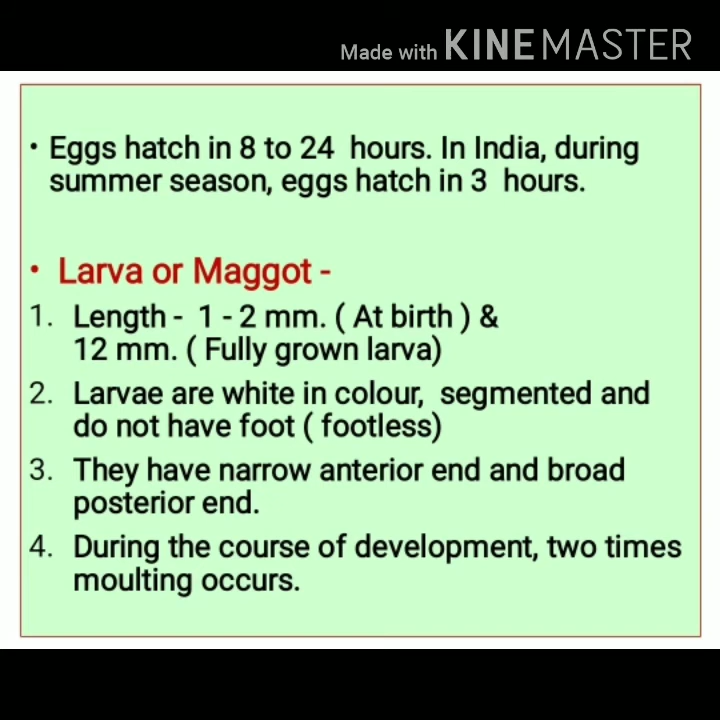 Made with KINEMASTER
• Eggs hatch in 8 to 24 hours. In India, during
summer season, eggs hatch in 3 hours.
• Larva or Maggot -
1. Length - 1 - 2 mm. ( At birth ) &
12 mm. ( Fully grown larva)
2. Larvae are white in colour, segmented and
do not have foot ( footless)
3. They have narrow anterior end and broad
posterior end.
4. During the course of development, two times
moulting occurs.